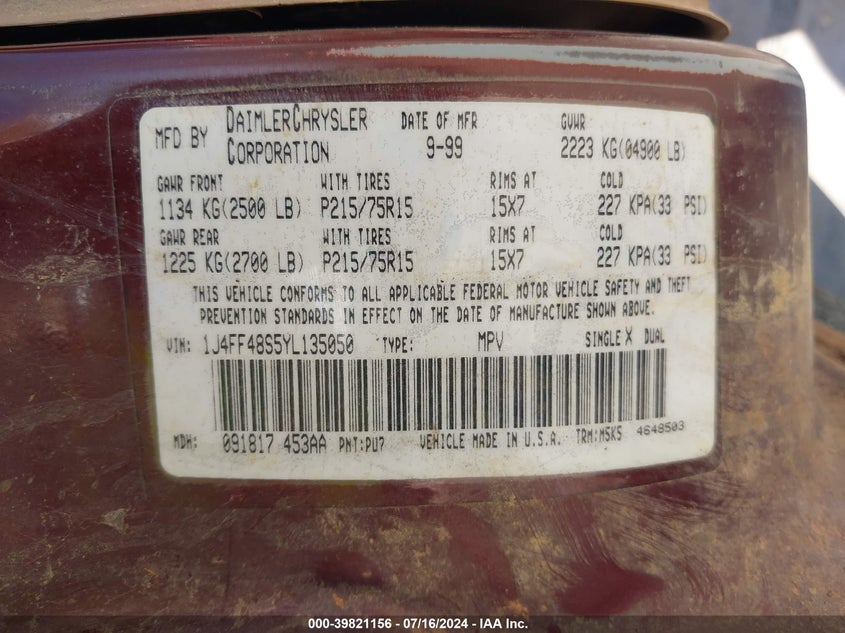 MFD BY DAIMLERCHRYSLER CORPORATION DATE OF MFR 9-99 GVWR 2223 KG(04900 LB)
GAWR FRONT WITH TIRES RIMS AT COLD
1134 KG(2500 LB) P215/75R15 15X7 227 KPA(33 PSI)
GAWR REAR WITH TIRES RIMS AT COLD
1225 KG(2700 LB) P215/75R15 15X7 227 KPA(33 PSI)
THIS VEHICLE CONFORMS TO ALL APPLICABLE FEDERAL MOTOR VEHICLE SAFETY AND THEFT
PREVENTION STANDARDS IN EFFECT ON THE DATE OF MANUFACTURE SHOWN ABOVE.
VIN: 1J4FF48S5YL135050 TYPE: MPV SINGLE X DUAL
MDH: 091817 453AA PNT:PU7 VEHICLE MADE IN U.S.A. TRM:M5K5 4648503
000-39821156 - 07/16/2024 - IAA Inc.